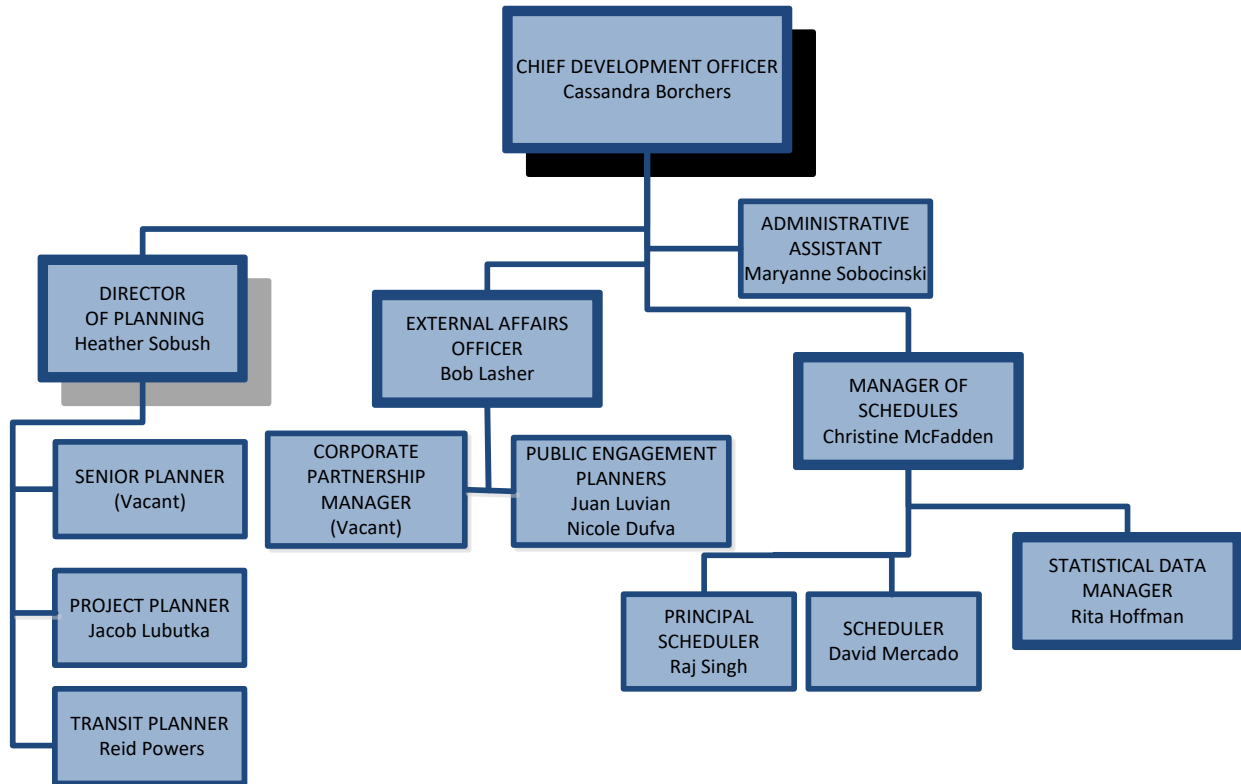 CHIEF DEVELOPMENT OFFICER
Cassandra Borchers
ADMINISTRATIVE
ASSISTANT
Maryanne Sobocinski
DIRECTOR
OF PLANNING
Heather Sobush
EXTERNAL AFFAIRS
OFFICER
Bob Lasher
MANAGER OF
SCHEDULES
Christine McFadden
SENIOR PLANNER
(Vacant)
CORPORATE
PARTNERSHIP
MANAGER
(Vacant)
PUBLIC ENGAGEMENT
PLANNERS
Juan Luvian
Nicole Dufva
PROJECT PLANNER
Jacob Lubutka
PRINCIPAL
SCHEDULER
Raj Singh
SCHEDULER
David Mercado
STATISTICAL DATA
MANAGER
Rita Hoffman
TRANSIT PLANNER
Reid Powers